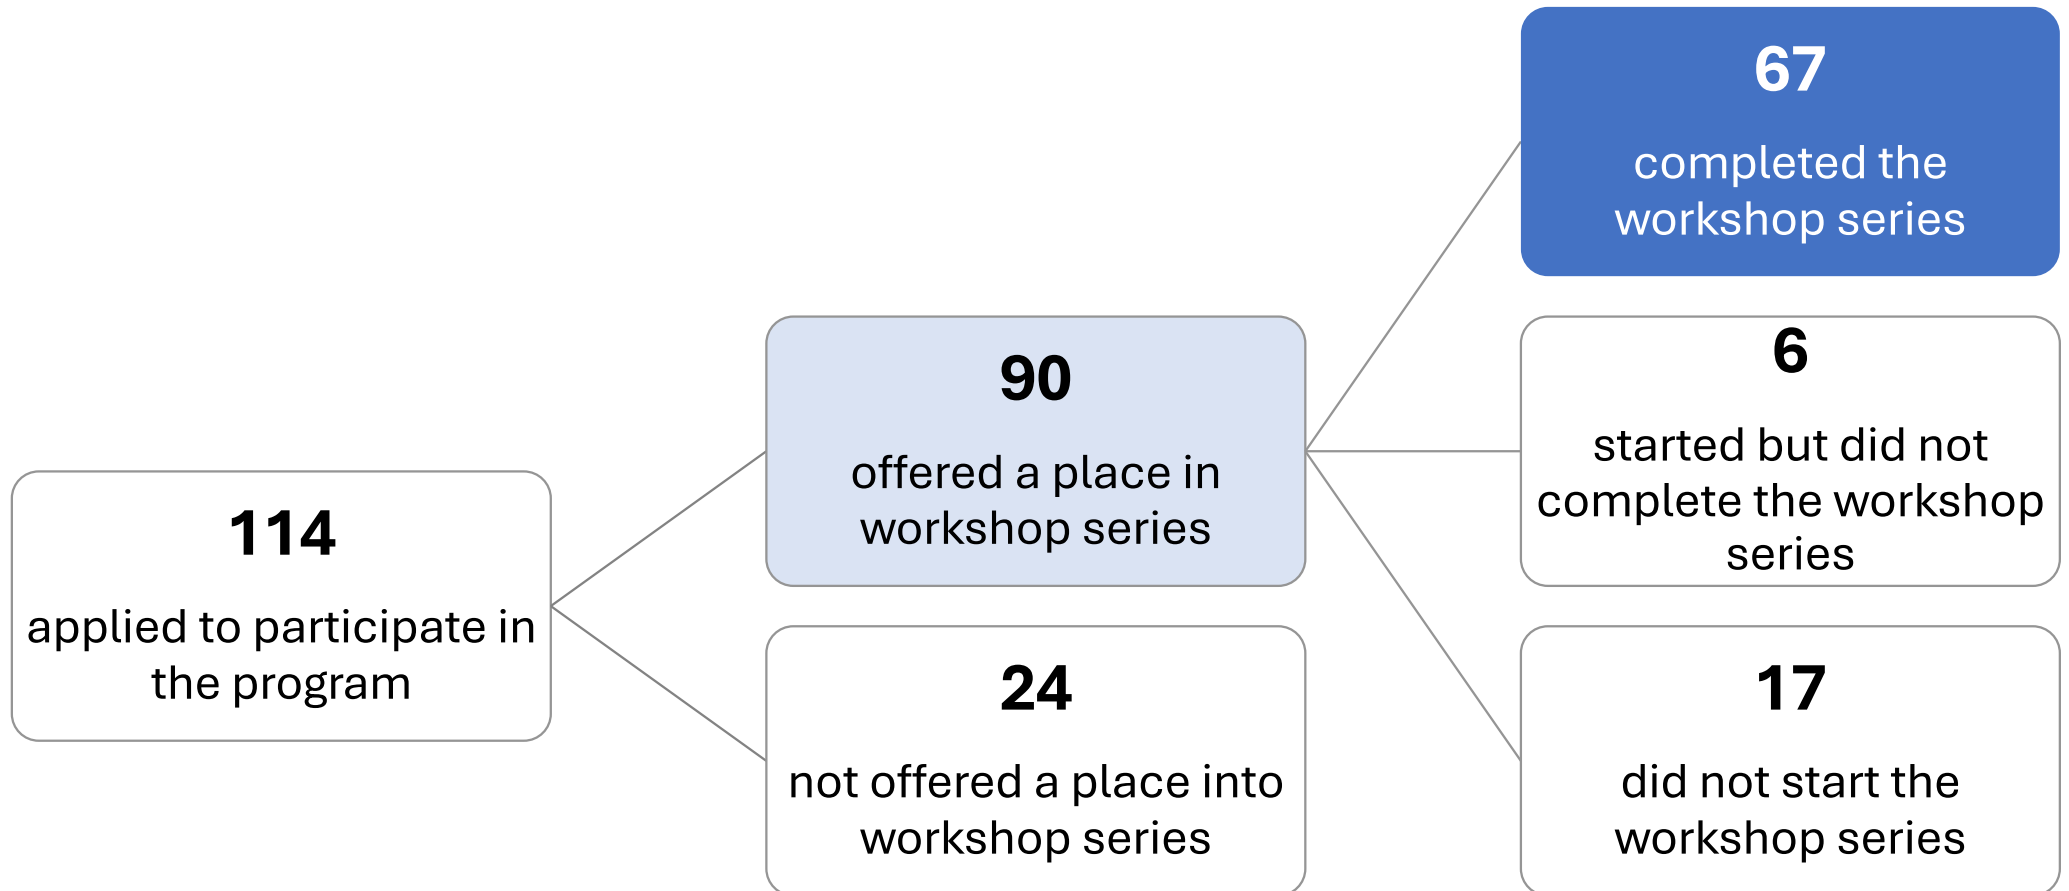 114
applied to participate in
the program
90
offered a place in
workshop series
24
not offered a place into
workshop series
67
completed the
workshop series
6
started but did not
complete the workshop
series
17
did not start the
workshop series